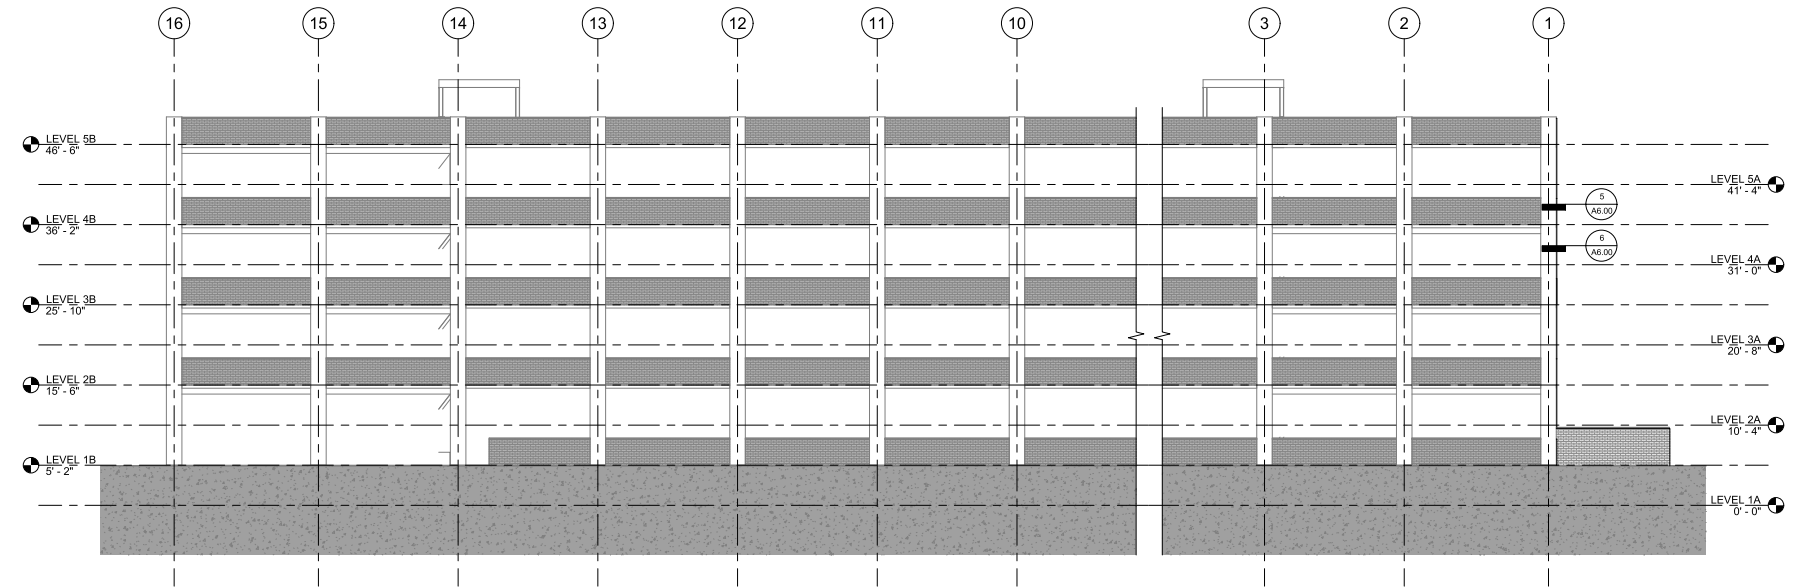 16 15 14 13 12 11 10 3 2 1
LEVEL 5B
46' - 6"
LEVEL 5A
41' - 4"
5
A6.00
LEVEL 4B
36' - 2"
6
A6.00
LEVEL 4A
31' - 0"
LEVEL 3B
25' - 10"
LEVEL 3A
20' - 8"
LEVEL 2B
15' - 6"
LEVEL 2A
10' - 4"
LEVEL 1B
5' - 2"
LEVEL 1A
0' - 0"